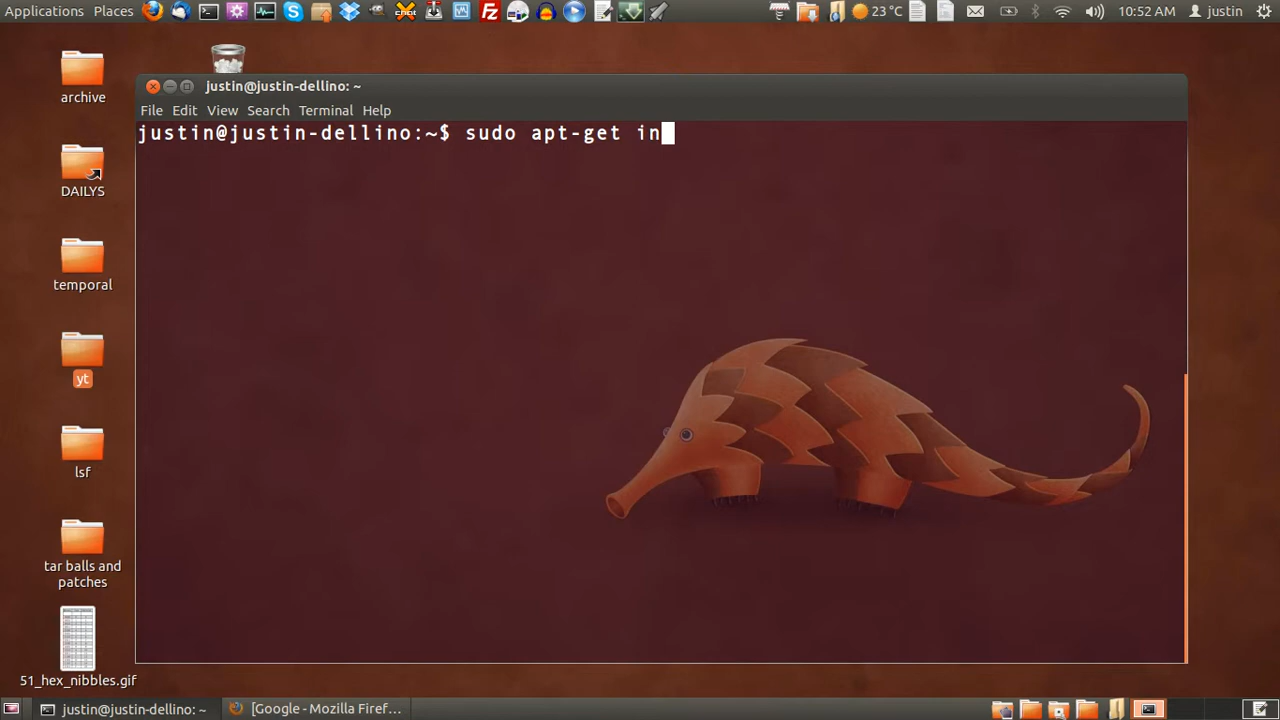 Applications Places 23 °C 10:52 AM justin
archive
DAILYS
temporal
yt
lsf
tar balls and
patches
51_hex_nibbles.gif
justin@justin-dellino: ~
File Edit View Search Terminal Help
justin@justin-dellino:~$ sudo apt-get in
justin@justin-dellino: ~ [Google - Mozilla Firef...